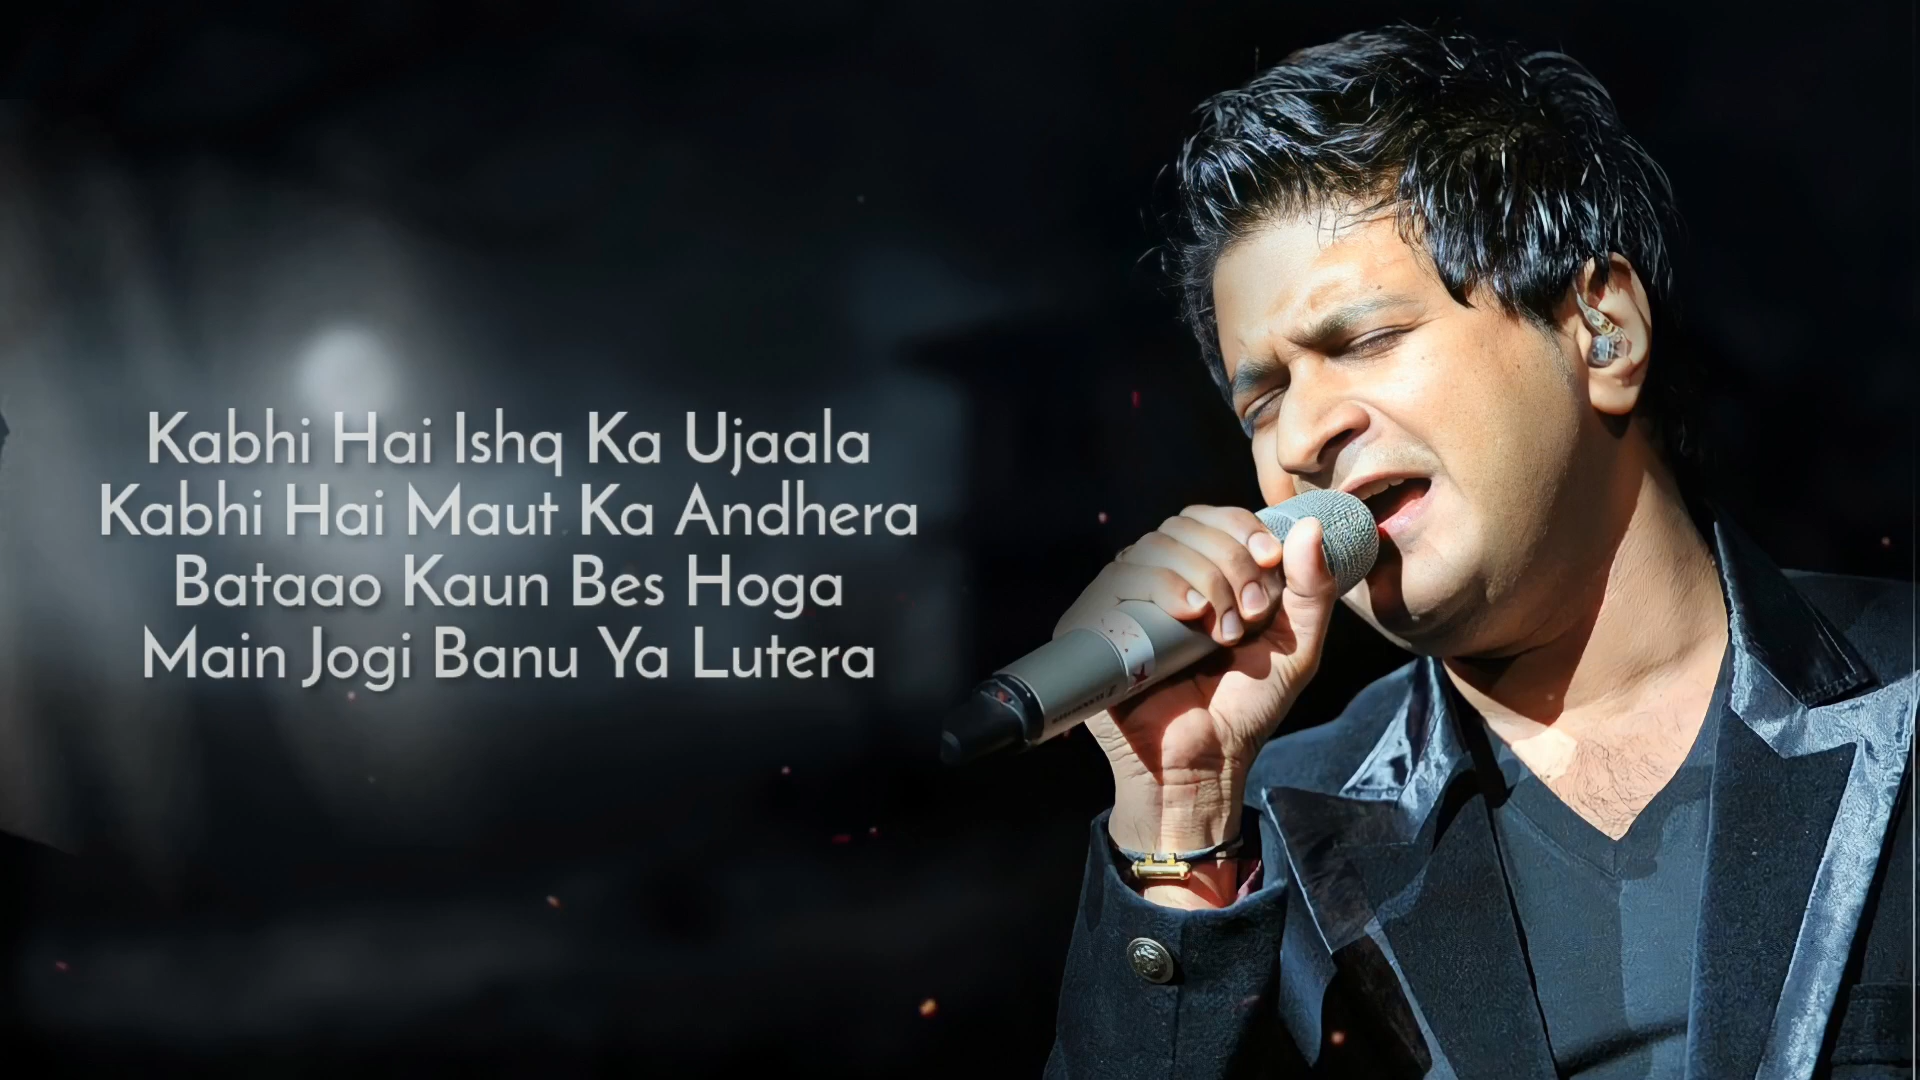 Kabhi Hai Ishq Ka Ujaala
Kabhi Hai Maut Ka Andhera
Bataao Kaun Bes Hoga
Main Jogi Banu Ya Lutera